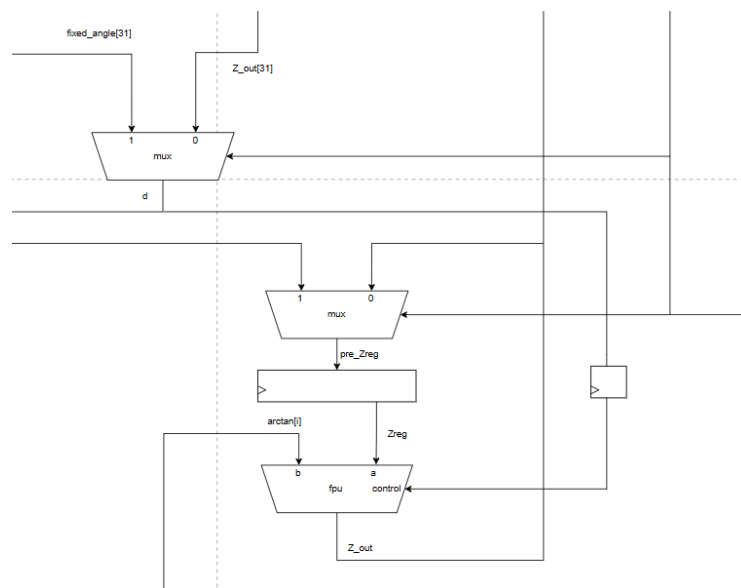 fixed_angle[31]
Z_out[31]
1
0
mux
d
1
0
mux
pre_Zreg
arctan[i]
Zreg
b
a
fpu
control
Z_out